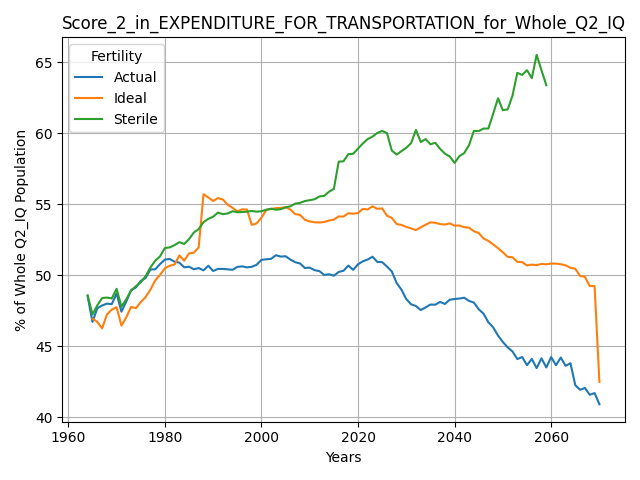 Score_2_in_EXPENDITURE_FOR_TRANSPORTATION_for_Whole_Q2_IQ
Fertility
Actual
Ideal
Sterile
% of Whole Q2_IQ Population
65
60
55
50
45
40
1960
1980
2000
2020
2040
2060
Years